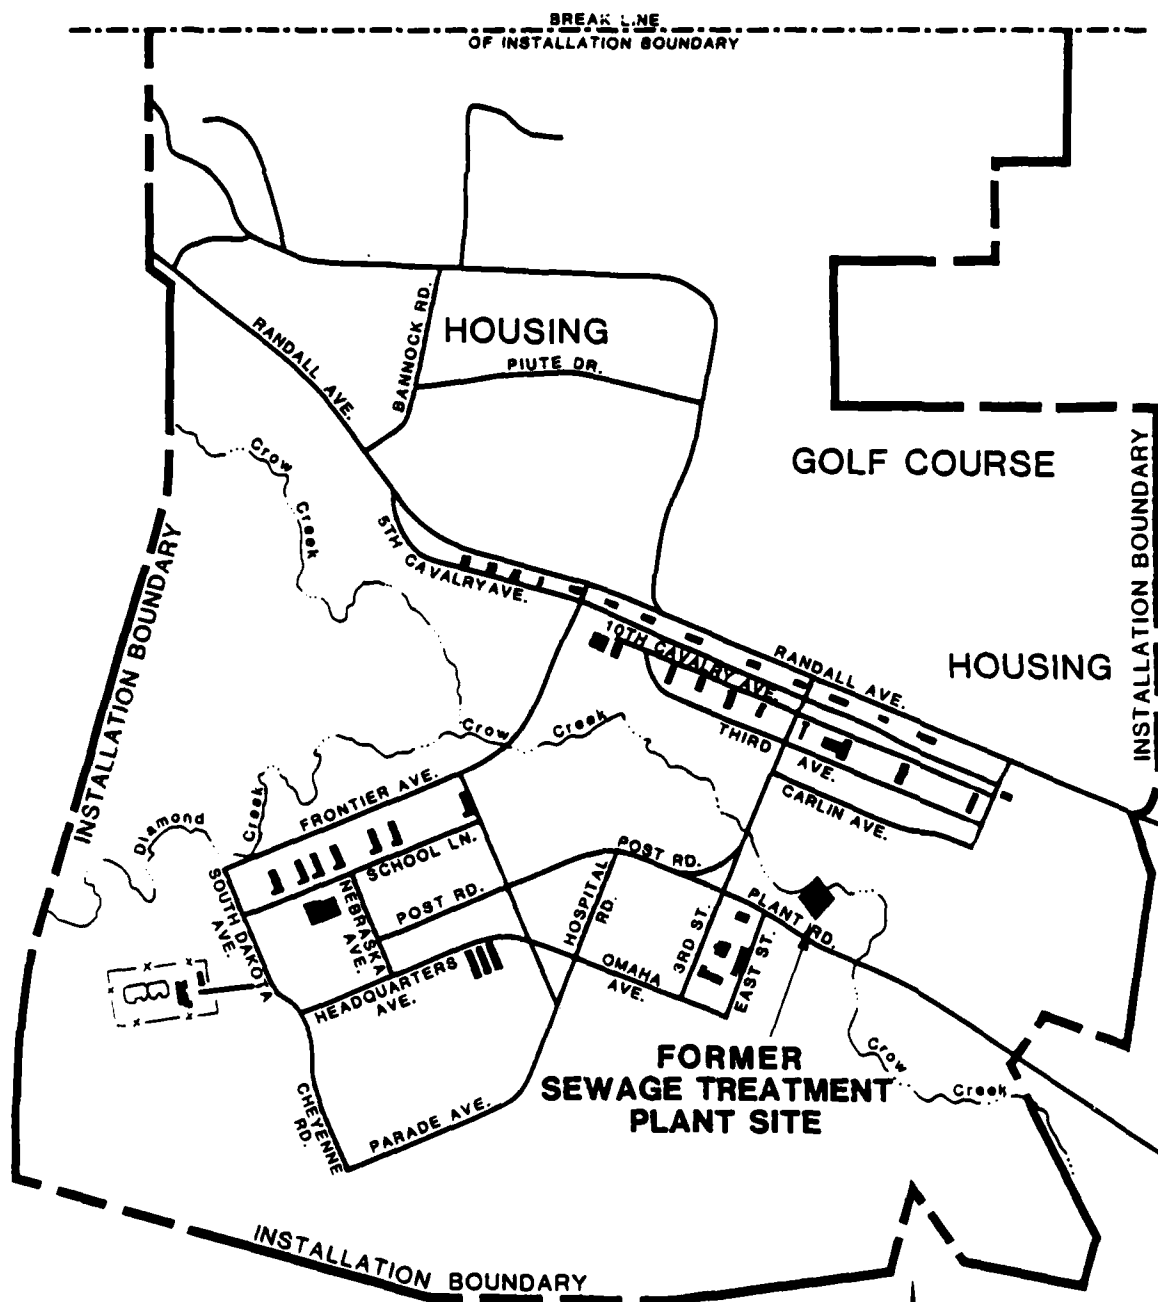 BREAK LINE
OF INSTALLATION BOUNDARY
RANDALL AVE.
BANNOCK RD.
HOUSING
PIUTE DR.
GOLF COURSE
INSTALLATION BOUNDARY
Crow
Creek
5TH CAVALRY AVE.
INSTALLATION BOUNDARY
10TH CAVALRY AVE.
RANDALL AVE.
HOUSING
Crow
Creek
THIRD
AVE.
CARLIN AVE.
FRONTIER AVE.
Diamond
Creek
SCHOOL LN.
SOUTH DAKOTA
AVE.
NEBRASKA
AVE.
POST RD.
HOSPITAL
RD.
POST RD.
PLANT RD.
3RD ST.
EAST ST.
HEADQUARTERS
AVE.
OMAHA
AVE.
FORMER
SEWAGE TREATMENT
PLANT SITE
Crow
Creek
CHEYENNE
RD.
PARADE AVE.
INSTALLATION BOUNDARY